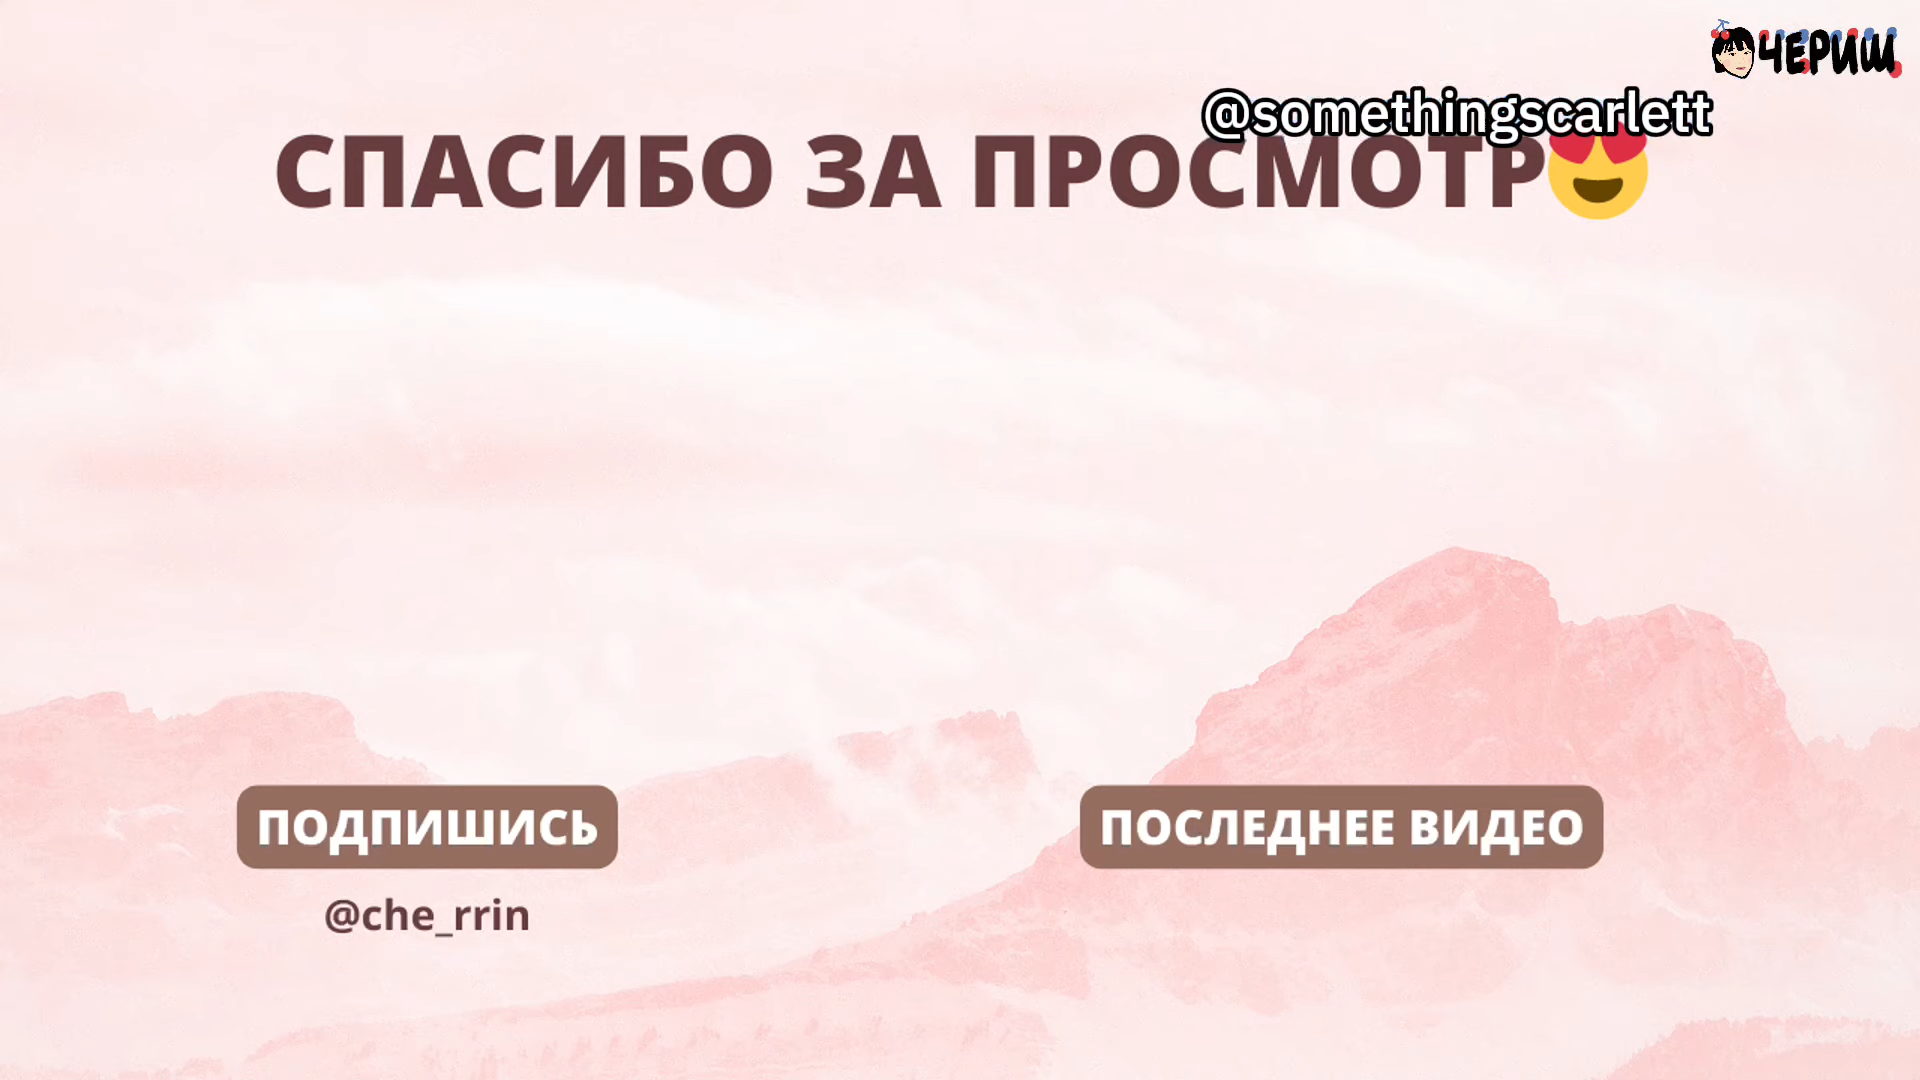 ЧЕРИШ
@somethingscarlett
СПАСИБО ЗА ПРОСМОТР😍
ПОДПИШИСЬ
ПОСЛЕДНЕЕ ВИДЕО
@che_rrin